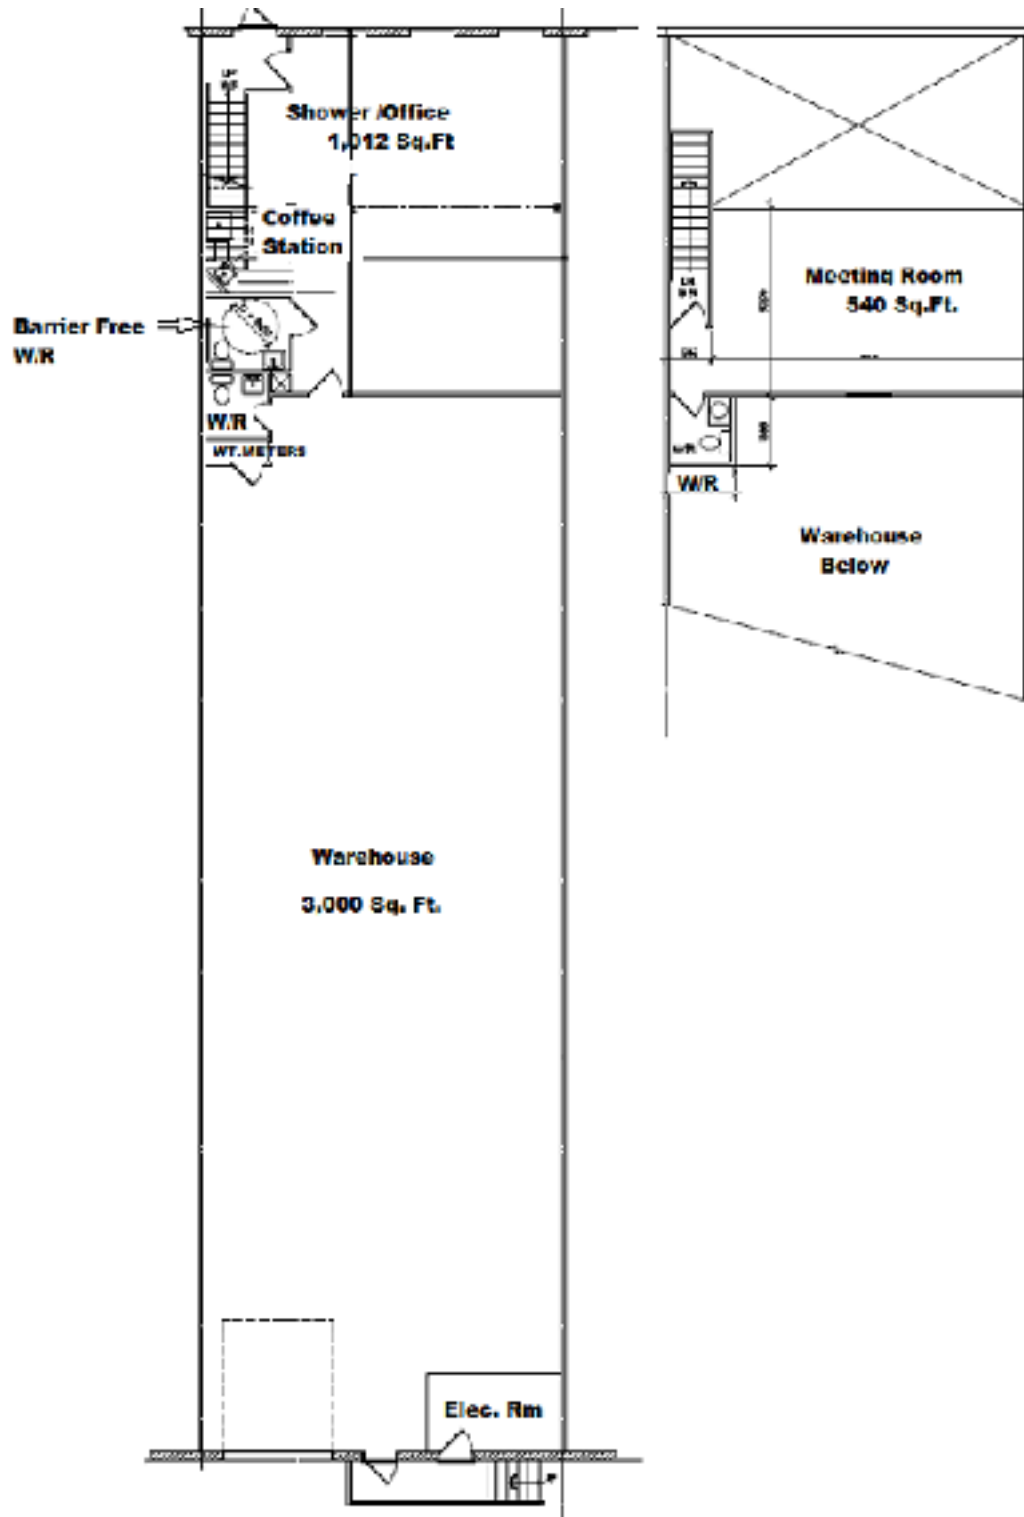 Shower /Office
1,012 Sq.Ft
Coffee
Station
Barrier Free
W/R
W/R
WT.METERS
Warehouse
3,000 Sq. Ft.
Elec. Rm
Meeting Room
540 Sq.Ft.
W/R
W/R
Warehouse
Below